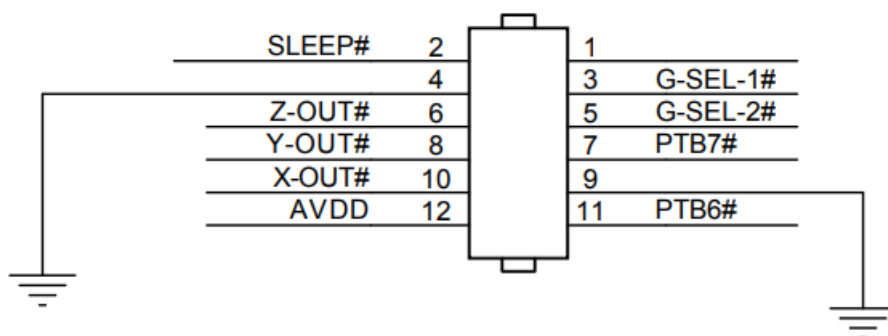 SLEEP# 2 1
4 3 G-SEL-1#
Z-OUT# 6 5 G-SEL-2#
Y-OUT# 8 7 PTB7#
X-OUT# 10 9
AVDD 12 11 PTB6#